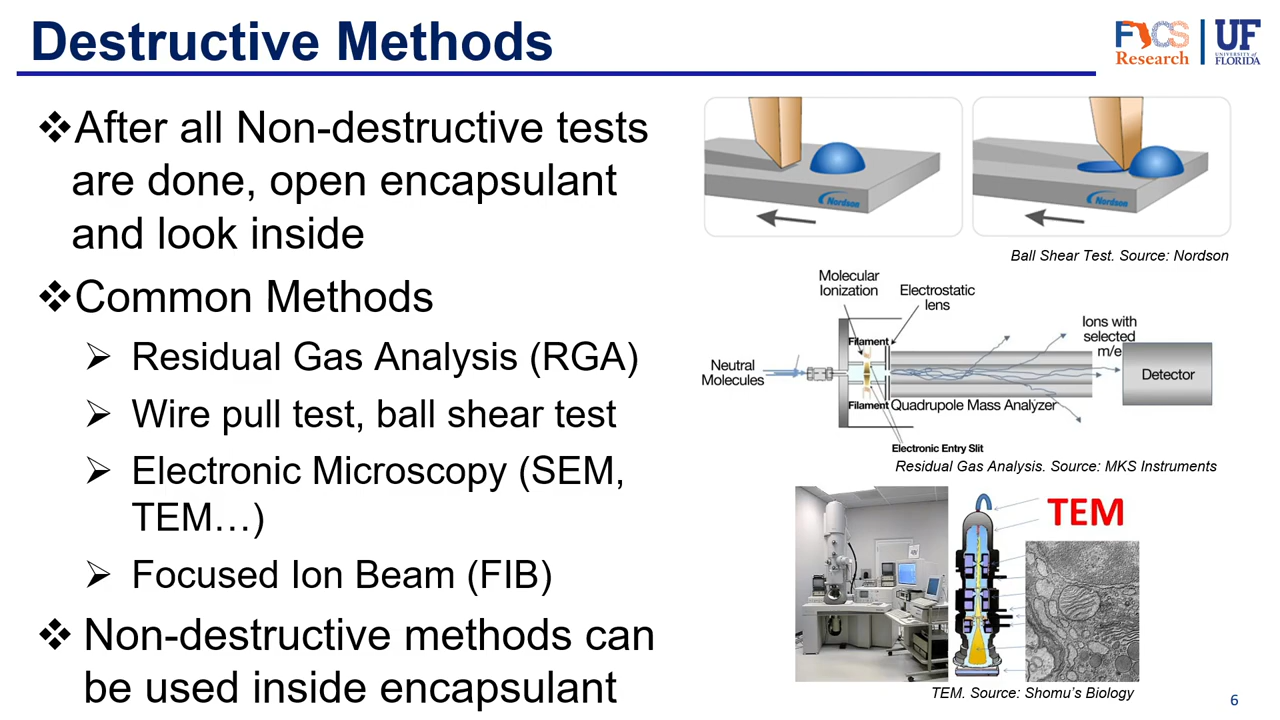 Destructive Methods
FICS
Research
UF
UNIVERSITY of
FLORIDA
❖After all Non-destructive tests
are done, open encapsulant
and look inside
❖Common Methods
➢ Residual Gas Analysis (RGA)
➢ Wire pull test, ball shear test
➢ Electronic Microscopy (SEM,
TEM…)
➢ Focused Ion Beam (FIB)
❖ Non-destructive methods can
be used inside encapsulant
Nordson
Nordson
Ball Shear Test. Source: Nordson
Molecular
Ionization
Electrostatic
lens
Filament
Ions with
selected
m/e
Neutral
Molecules
Detector
Filament
Quadrupole Mass Analyzer
Electronic Entry Slit
Residual Gas Analysis. Source: MKS Instruments
TEM
TEM. Source: Shomu's Biology
6